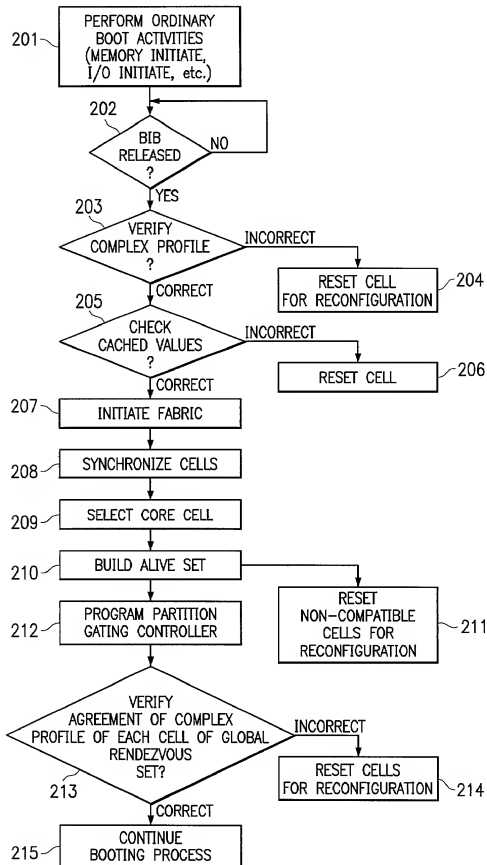 201
PERFORM ORDINARY
BOOT ACTIVITIES
(MEMORY INITIATE,
I/O INITIATE, etc.)
202
BIB
RELEASED
?
NO
YES
203
VERIFY
COMPLEX PROFILE
?
INCORRECT
RESET CELL
FOR RECONFIGURATION
204
CORRECT
205
CHECK
CACHED VALUES
?
INCORRECT
RESET CELL
206
CORRECT
207
INITIATE FABRIC
208
SYNCHRONIZE CELLS
209
SELECT CORE CELL
210
BUILD ALIVE SET
RESET
NON-COMPATIBLE
CELLS FOR
RECONFIGURATION
211
212
PROGRAM PARTITION
GATING CONTROLLER
VERIFY
AGREEMENT OF COMPLEX
PROFILE OF EACH CELL OF GLOBAL
RENDEZVOUS
SET?
213
INCORRECT
RESET CELLS
FOR RECONFIGURATION
214
CORRECT
215
CONTINUE
BOOTING PROCESS